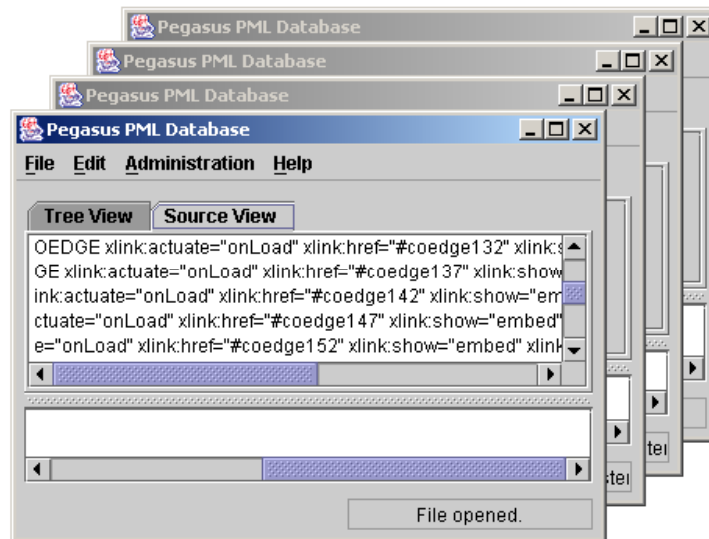 Pegasus PML Database
Pegasus PML Database
Pegasus PML Database
Pegasus PML Database
File Edit Administration Help
Tree View Source View
OEDGE xlink:actuate="onLoad" xlink:href="#coedge132" xlink:s
GE xlink:actuate="onLoad" xlink:href="#coedge137" xlink:show
ink:actuate="onLoad" xlink:href="#coedge142" xlink:show="em
ctuate="onLoad" xlink:href="#coedge147" xlink:show="embed"
e="onLoad" xlink:href="#coedge152" xlink:show="embed" xlink
File opened.